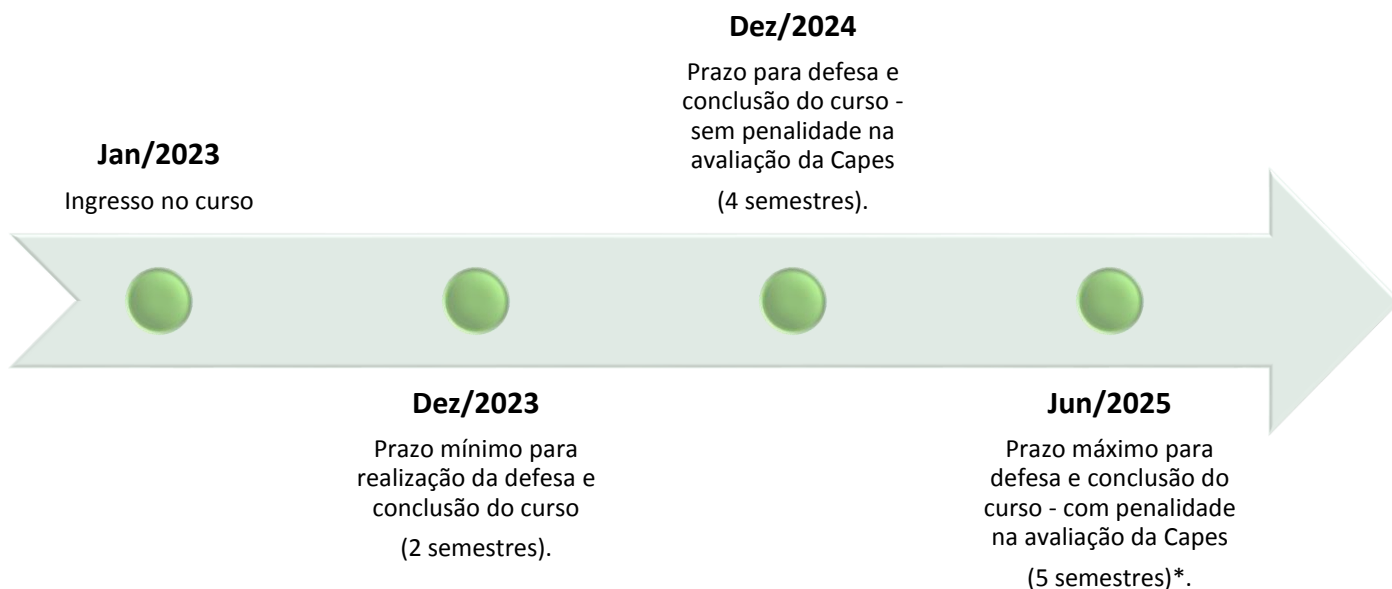 Jan/2023
Ingresso no curso
Dez/2023
Prazo mínimo para
realização da defesa e
conclusão do curso
(2 semestres).
Dez/2024
Prazo para defesa e
conclusão do curso -
sem penalidade na
avaliação da Capes
(4 semestres).
Jun/2025
Prazo máximo para
defesa e conclusão do
curso - com penalidade
na avaliação da Capes
(5 semestres)*.